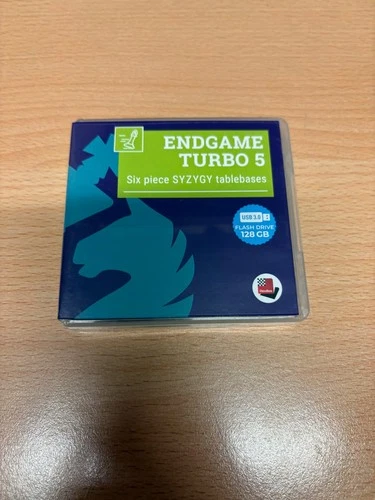 ENDGAME
TURBO 5
Six piece SYZYGY tablebases
USB 3.0
FLASH DRIVE
128 GB